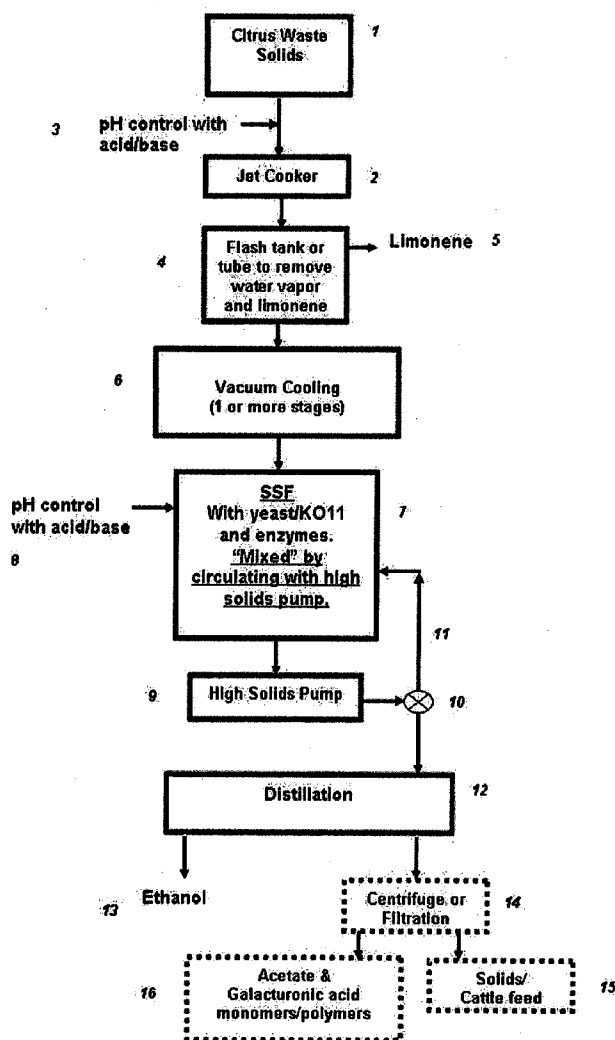 Citrus Waste
Solids
1
3
pH control with
acid/base
Jet Cooker
2
4
Flash tank or
tube to remove
water vapor
and limonene
Limonene
5
6
Vacuum Cooling
(1 or more stages)
pH control
with acid/base
8
SSF
With yeast/KO11
and enzymes.
"Mixed" by
circulating with high
solids pump.
7
11
9
High Solids Pump
10
Distillation
12
13
Ethanol
Centrifuge or
Filtration
14
16
Acetate &
Galacturonic acid
monomers/polymers
Solids/
Cattle feed
15